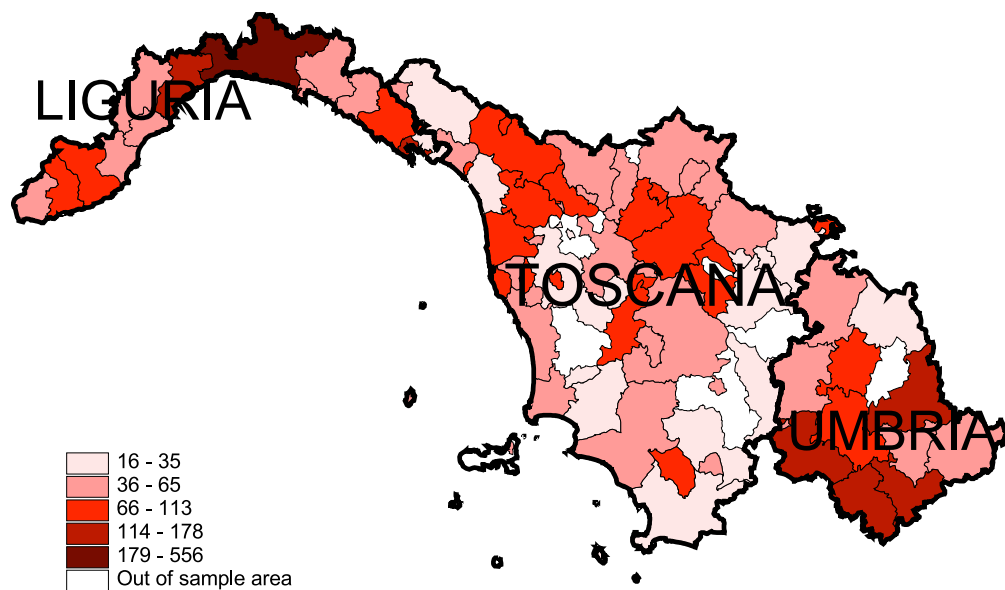 LIGURIA
TOSCANA
UMBRIA
16 - 35
36 - 65
66 - 113
114 - 178
179 - 556
Out of sample area